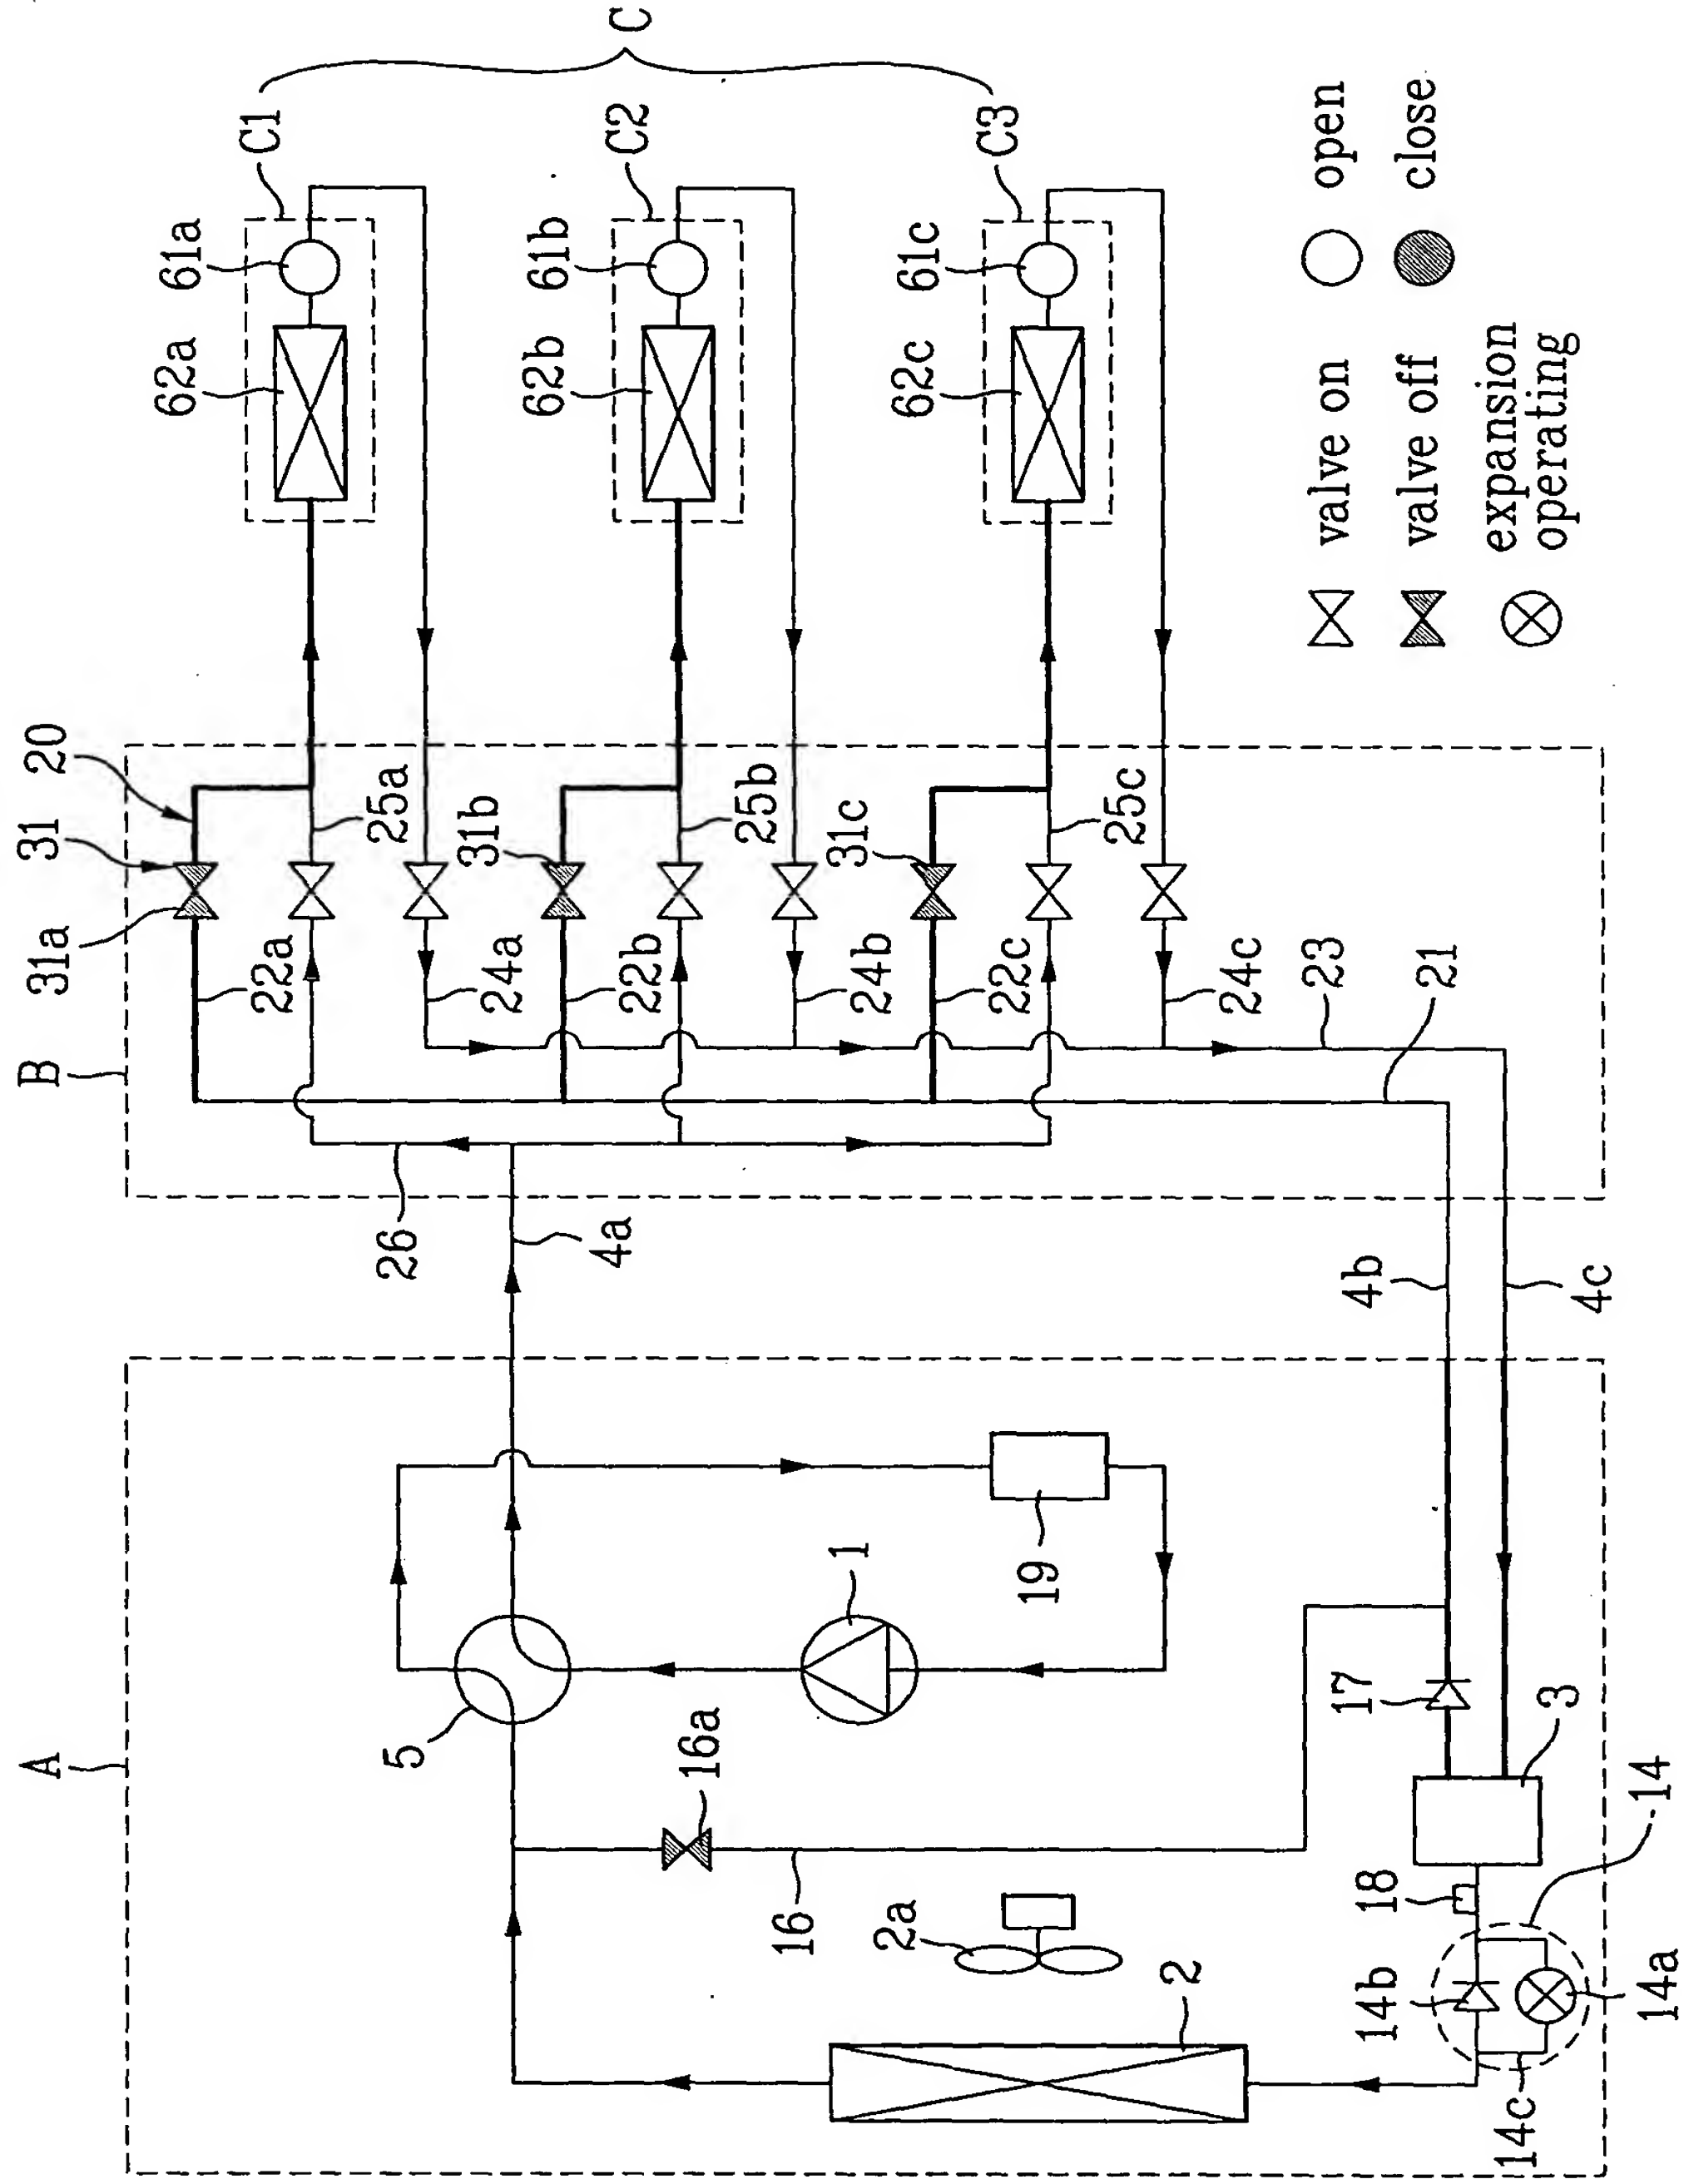 A
B
31a
31
20
62a
61a
C1
22a
5
26
25a
24a
31b
62b
61b
C2
C
4a
22b
16a
25b
16
1
24b
31c
2a
62c
61c
C3
22c
19
25c
2
24c
23
valve on
open
17
4b
14b
18
21
valve off
close
14c
3
4c
expansion
operating
14
14a